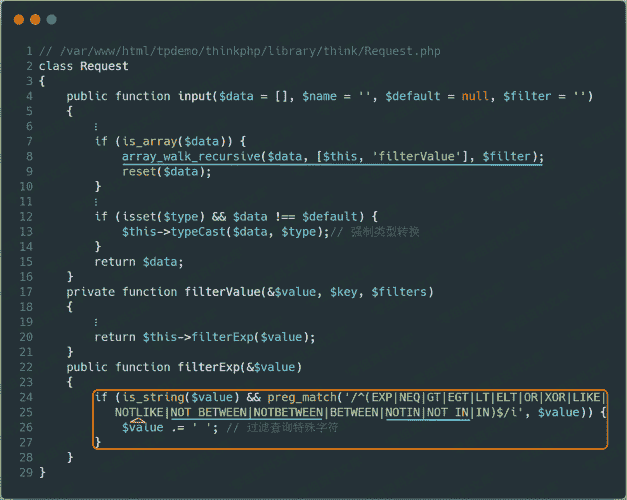 1 // /var/www/html/tpdemo/thinkphp/library/think/Request.php
2 class Request
3 {
4     public function input($data = [], $name = '', $default = null, $filter = '')
5     {
6         ⋮
7         if (is_array($data)) {
8             array_walk_recursive($data, [$this, 'filterValue'], $filter);
9             reset($data);
10         }
11         ⋮
12         if (isset($type) && $data !== $default) {
13             $this->typeCast($data, $type);// 强制类型转换
14         }
15     return $data;
16     }
17     private function filterValue(&$value, $key, $filters)
18     {
19         ⋮
20         return $this->filterExp($value);
21     }
22     public function filterExp(&$value)
23     {
24         if (is_string($value) && preg_match('/^(EXP|NEQ|GT|EGT|LT|ELT|OR|XOR|LIKE|
25            NOTLIKE|NOT BETWEEN|NOTBETWEEN|BETWEEN|NOTIN|NOT IN|IN)$/i', $value)) {
26             $value .= ' '; // 过滤查询特殊字符
27         }
28     }
29 }